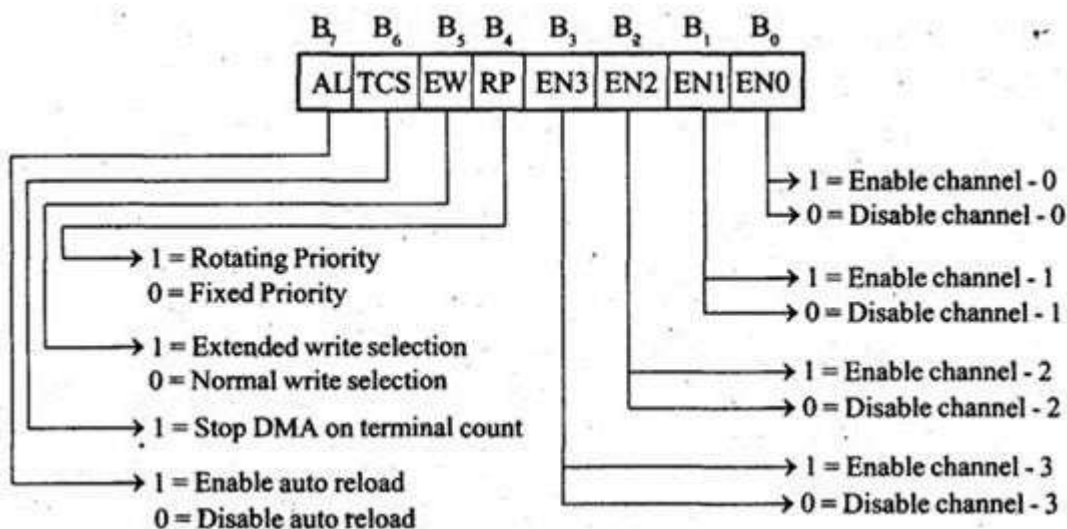 B₇ B₆ B₅ B₄ B₃ B₂ B₁ B₀
AL TCS EW RP EN3 EN2 EN1 EN0
1 = Enable channel - 0
0 = Disable channel - 0
1 = Rotating Priority
0 = Fixed Priority
1 = Enable channel - 1
0 = Disable channel - 1
1 = Extended write selection
0 = Normal write selection
1 = Enable channel - 2
0 = Disable channel - 2
1 = Stop DMA on terminal count
1 = Enable auto reload
0 = Disable auto reload
1 = Enable channel - 3
0 = Disable channel - 3